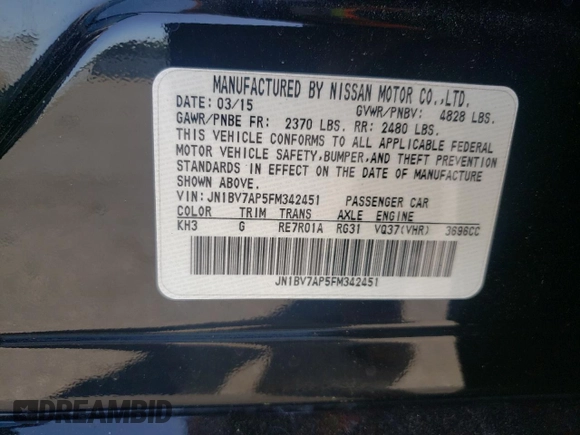 MANUFACTURED BY NISSAN MOTOR CO.,LTD.
DATE: 03/15 GVWR/PNBV: 4828 LBS.
GAWR/PNBE FR: 2370 LBS. RR: 2480 LBS.
THIS VEHICLE CONFORMS TO ALL APPLICABLE FEDERAL
MOTOR VEHICLE SAFETY,BUMPER,AND THEFT PREVENTION
STANDARDS IN EFFECT ON THE DATE OF MANUFACTURE
SHOWN ABOVE.
VIN:JN1BV7AP5FM342451 PASSENGER CAR
COLOR TRIM TRANS AXLE ENGINE
KH3 G RE7R01A RG31 VQ37(VHR) 3696CC
JN1BV7AP5FM342451
DREAMBID